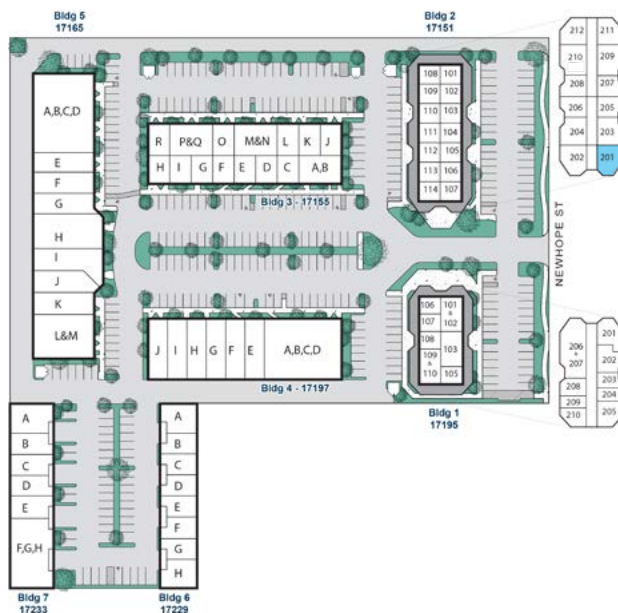 Bldg 5
17165
Bldg 2
17151
A,B,C,D
E
F
G
H
I
J
K
L&M
R P&Q O M&N L K J
H I G F E D C A,B
Bldg 3 - 17155
108 101
109 102
110 103
111 104
112 105
113 106
114 107
212 211
210 209
208 207
206 205
204 203
202 201
NEWHOPE ST
J I H G F E A,B,C,D
Bldg 4 - 17197
106 101
&
102
107
108
103
109
&
110
105
Bldg 1
17195
201
206
&
207
202
208 203
209 204
210 205
A
B
C
D
E
F,G,H
Bldg 7
17233
A
B
C
D
E
F
G
H
Bldg 6
17229